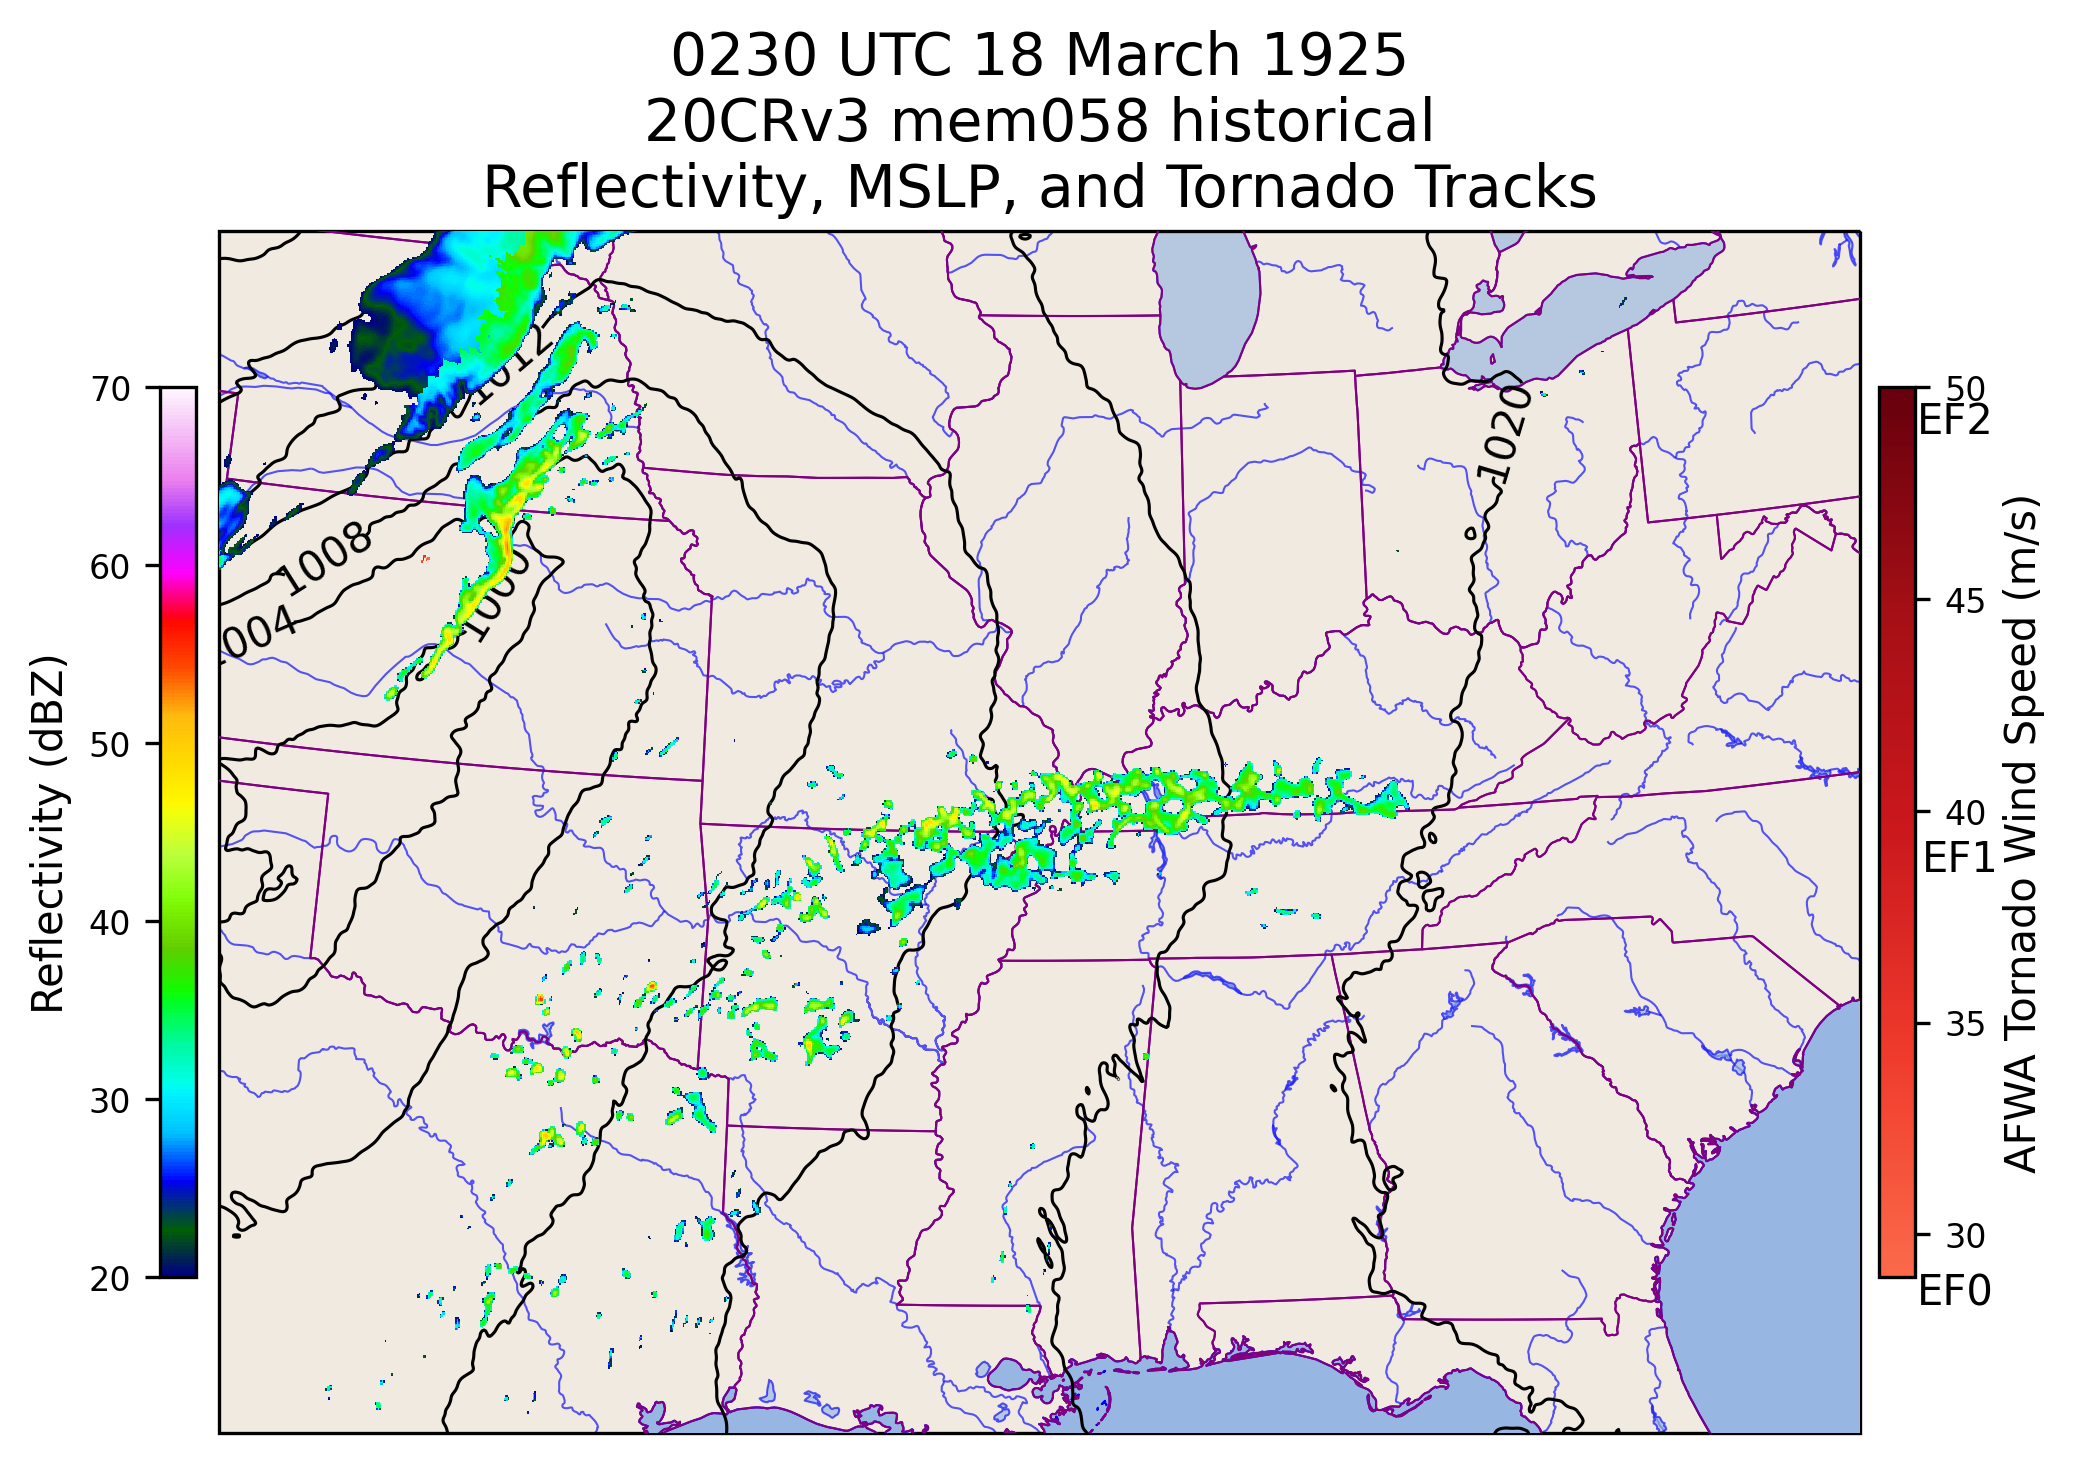 0230 UTC 18 March 1925
20CRv3 mem058 historical
Reflectivity, MSLP, and Tornado Tracks
1012
1020
1008
1000
004
70
60
50
40
30
20
Reflectivity (dBZ)
50
EF2
45
40
EF1
35
30
EF0
AFWA Tornado Wind Speed (m/s)